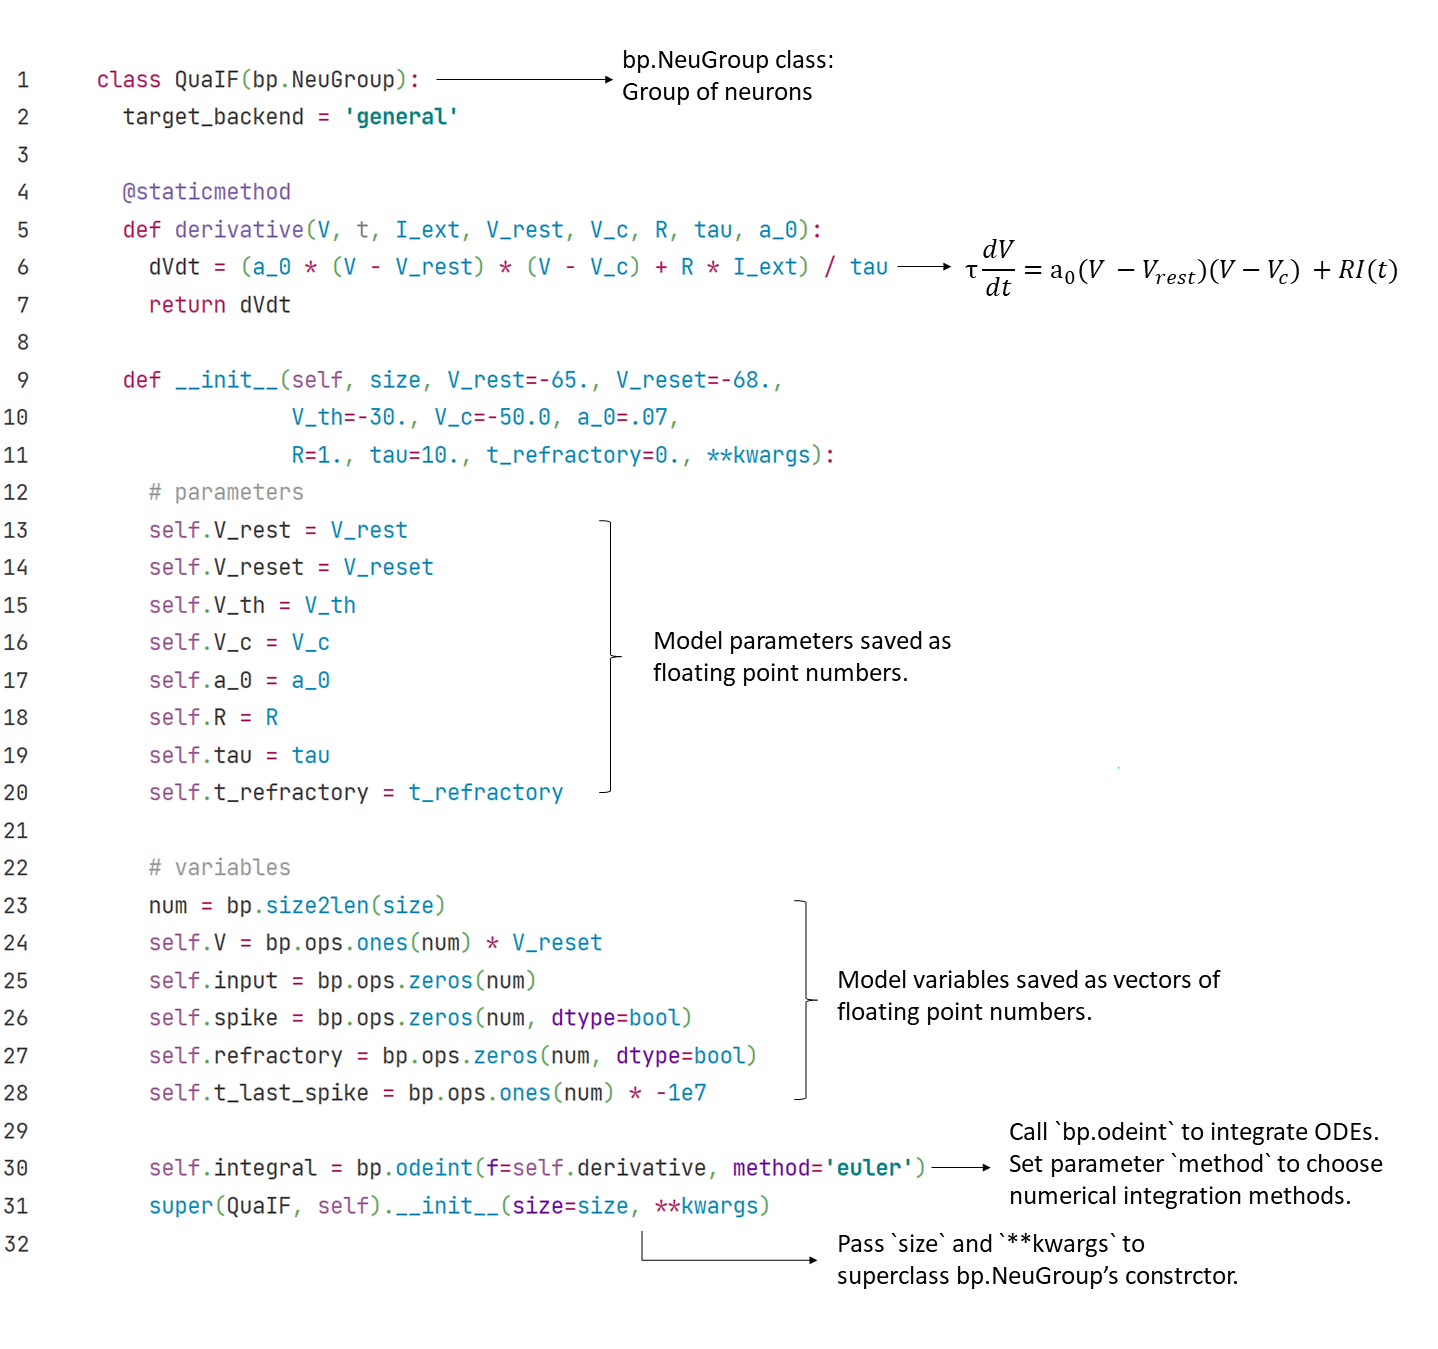 1 class QuaIF(bp.NeuGroup):
bp.NeuGroup class:
Group of neurons
2 target_backend = 'general'
3
4 @staticmethod
5 def derivative(V, t, I_ext, V_rest, V_c, R, tau, a_0):
6 dVdt = (a_0 * (V - V_rest) * (V - V_c) + R * I_ext) / tau
τ dV/dt = a₀(V − V_rest)(V − V_c) + RI(t)
7 return dVdt
8
9 def __init__(self, size, V_rest=-65., V_reset=-68.,
10 V_th=-30., V_c=-50.0, a_0=.07,
11 R=1., tau=10., t_refractory=0., **kwargs):
12 # parameters
13 self.V_rest = V_rest
14 self.V_reset = V_reset
15 self.V_th = V_th
16 self.V_c = V_c
17 self.a_0 = a_0
18 self.R = R
19 self.tau = tau
20 self.t_refractory = t_refractory
Model parameters saved as
floating point numbers.
21
22 # variables
23 num = bp.size2len(size)
24 self.V = bp.ops.ones(num) * V_reset
25 self.input = bp.ops.zeros(num)
26 self.spike = bp.ops.zeros(num, dtype=bool)
27 self.refractory = bp.ops.zeros(num, dtype=bool)
28 self.t_last_spike = bp.ops.ones(num) * -1e7
Model variables saved as vectors of
floating point numbers.
29
30 self.integral = bp.odeint(f=self.derivative, method='euler')
Call `bp.odeint` to integrate ODEs.
Set parameter `method` to choose
numerical integration methods.
31 super(QuaIF, self).__init__(size=size, **kwargs)
32
Pass `size` and `**kwargs` to
superclass bp.NeuGroup’s constrctor.